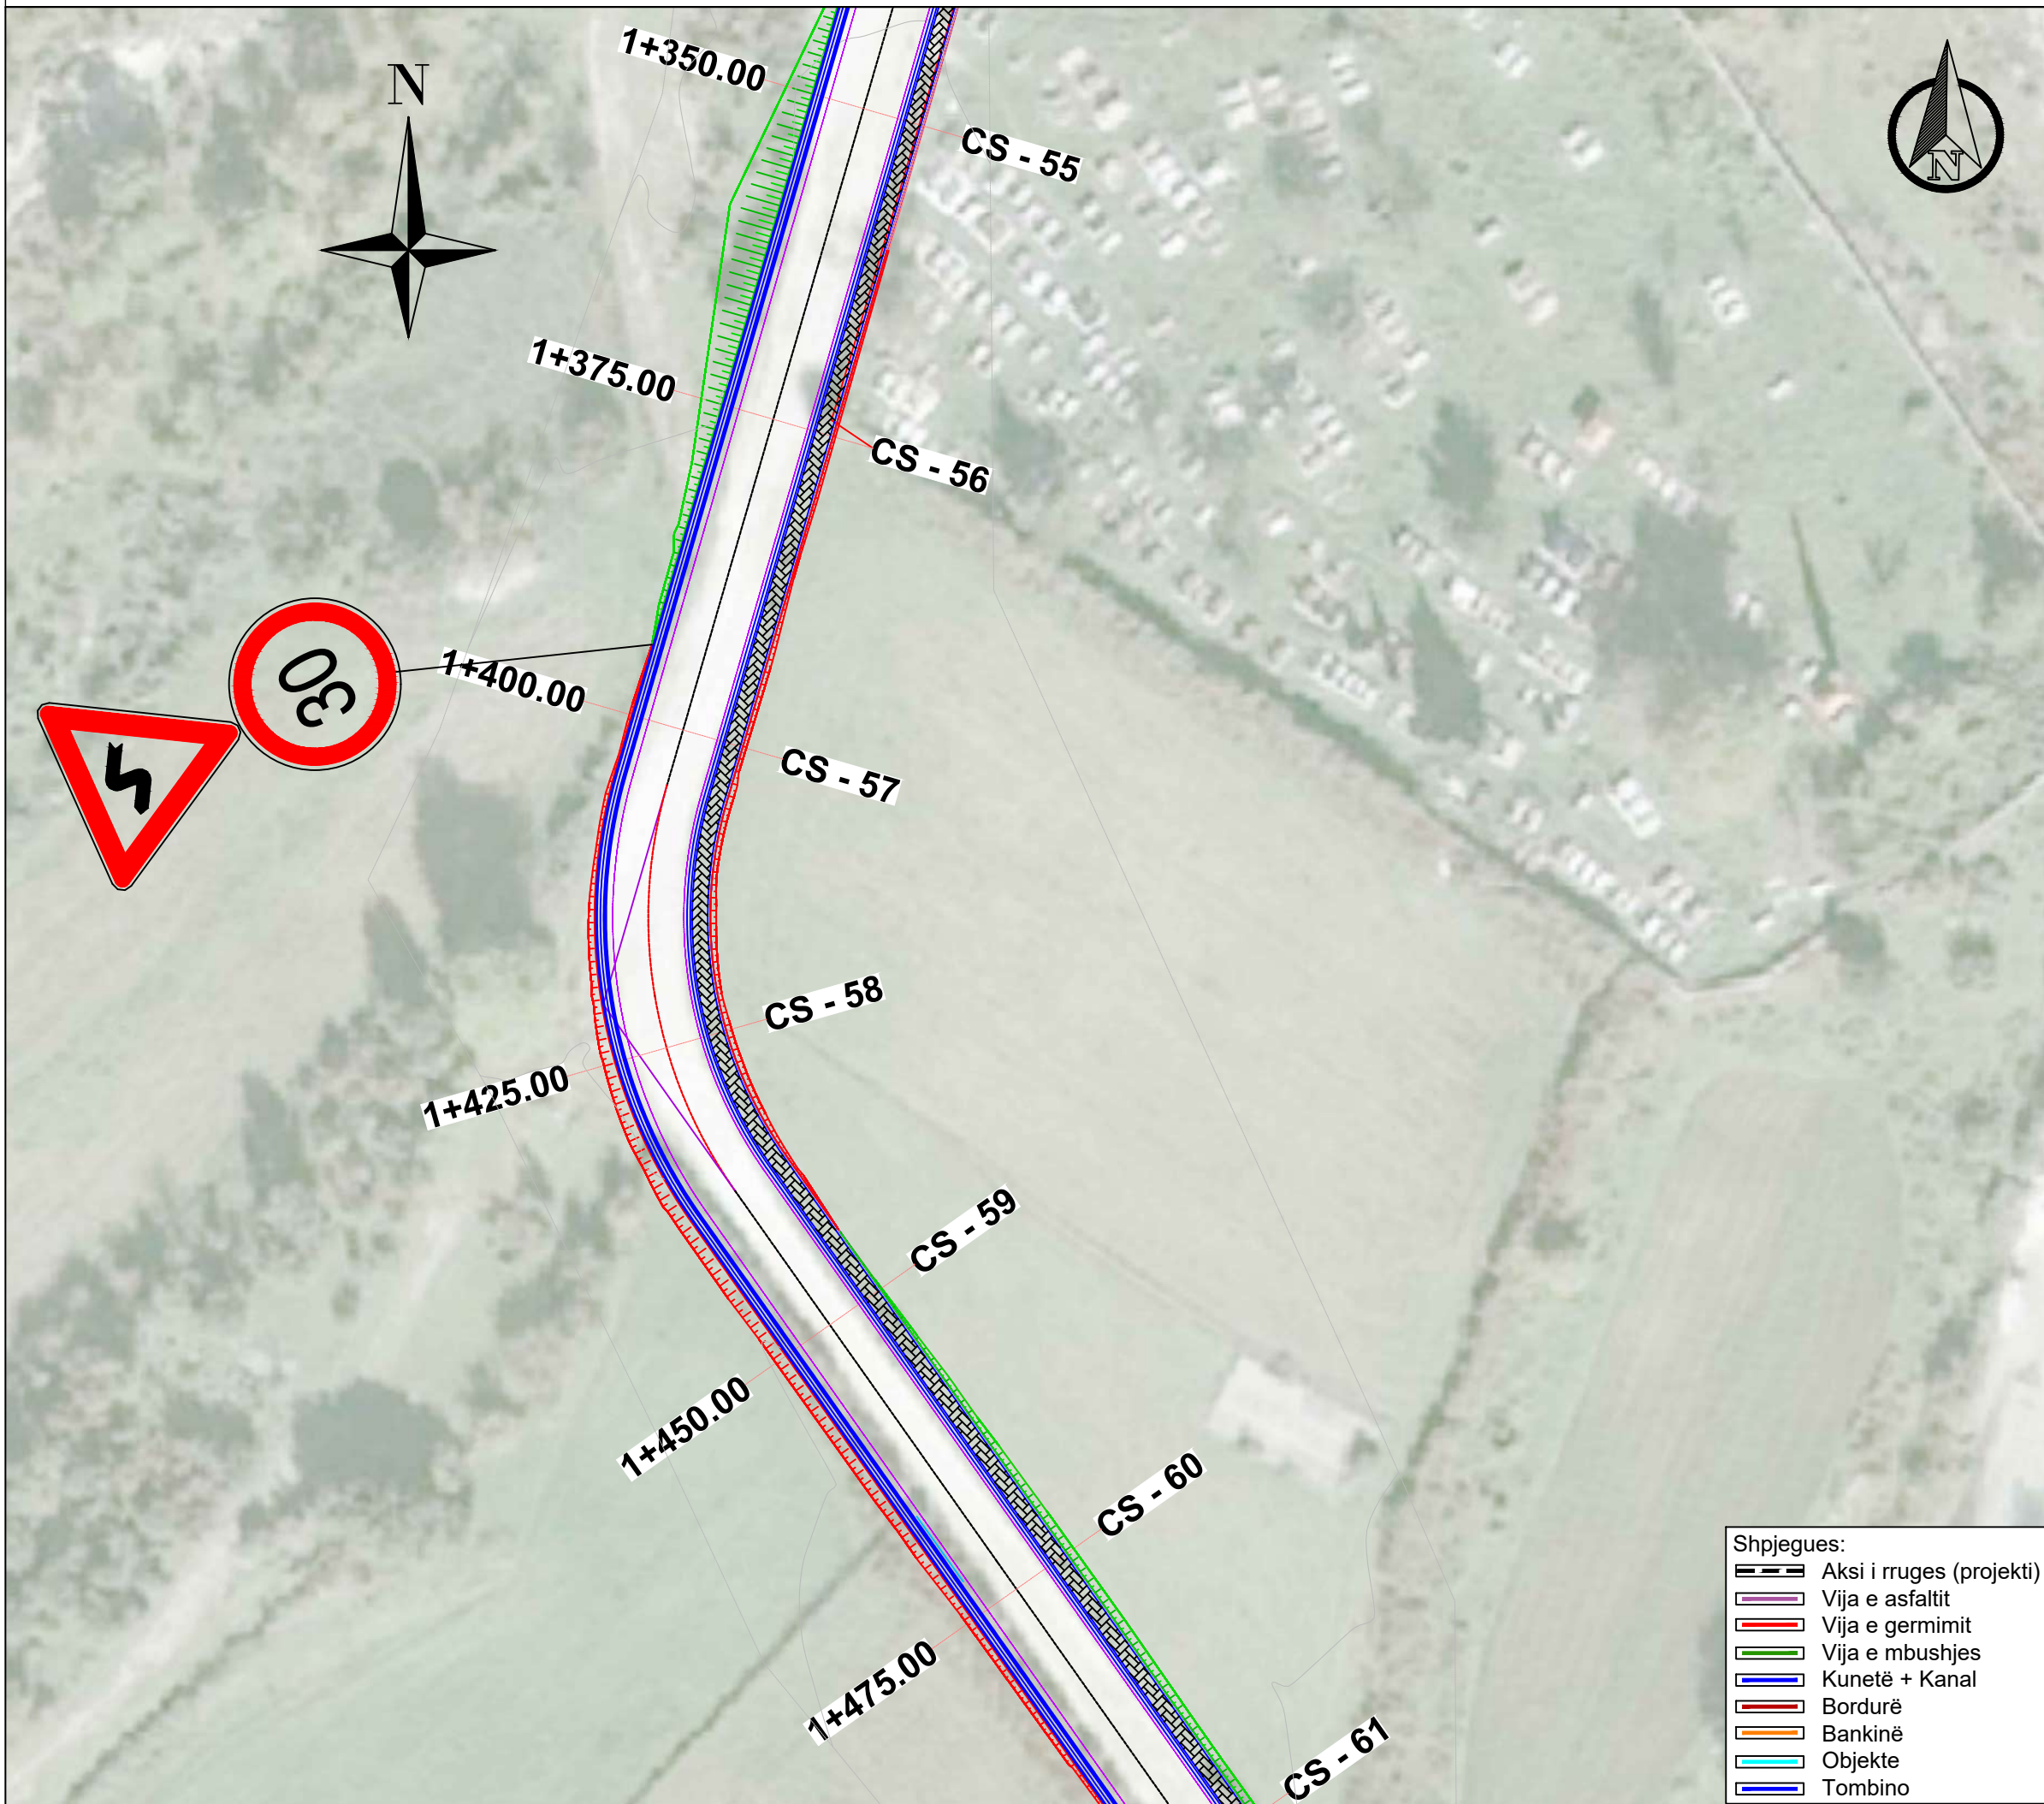 1+350.00
N
CS - 55
N
1+375.00
CS - 56
30
1+400.00
CS - 57
CS - 58
1+425.00
CS - 59
1+450.00
CS - 60
1+475.00
CS - 61
Shpjegues:
Aksi i rruges (projekti)
Vija e asfaltit
Vija e germimit
Vija e mbushjes
Kunetë + Kanal
Bordurë
Bankinë
Objekte
Tombino